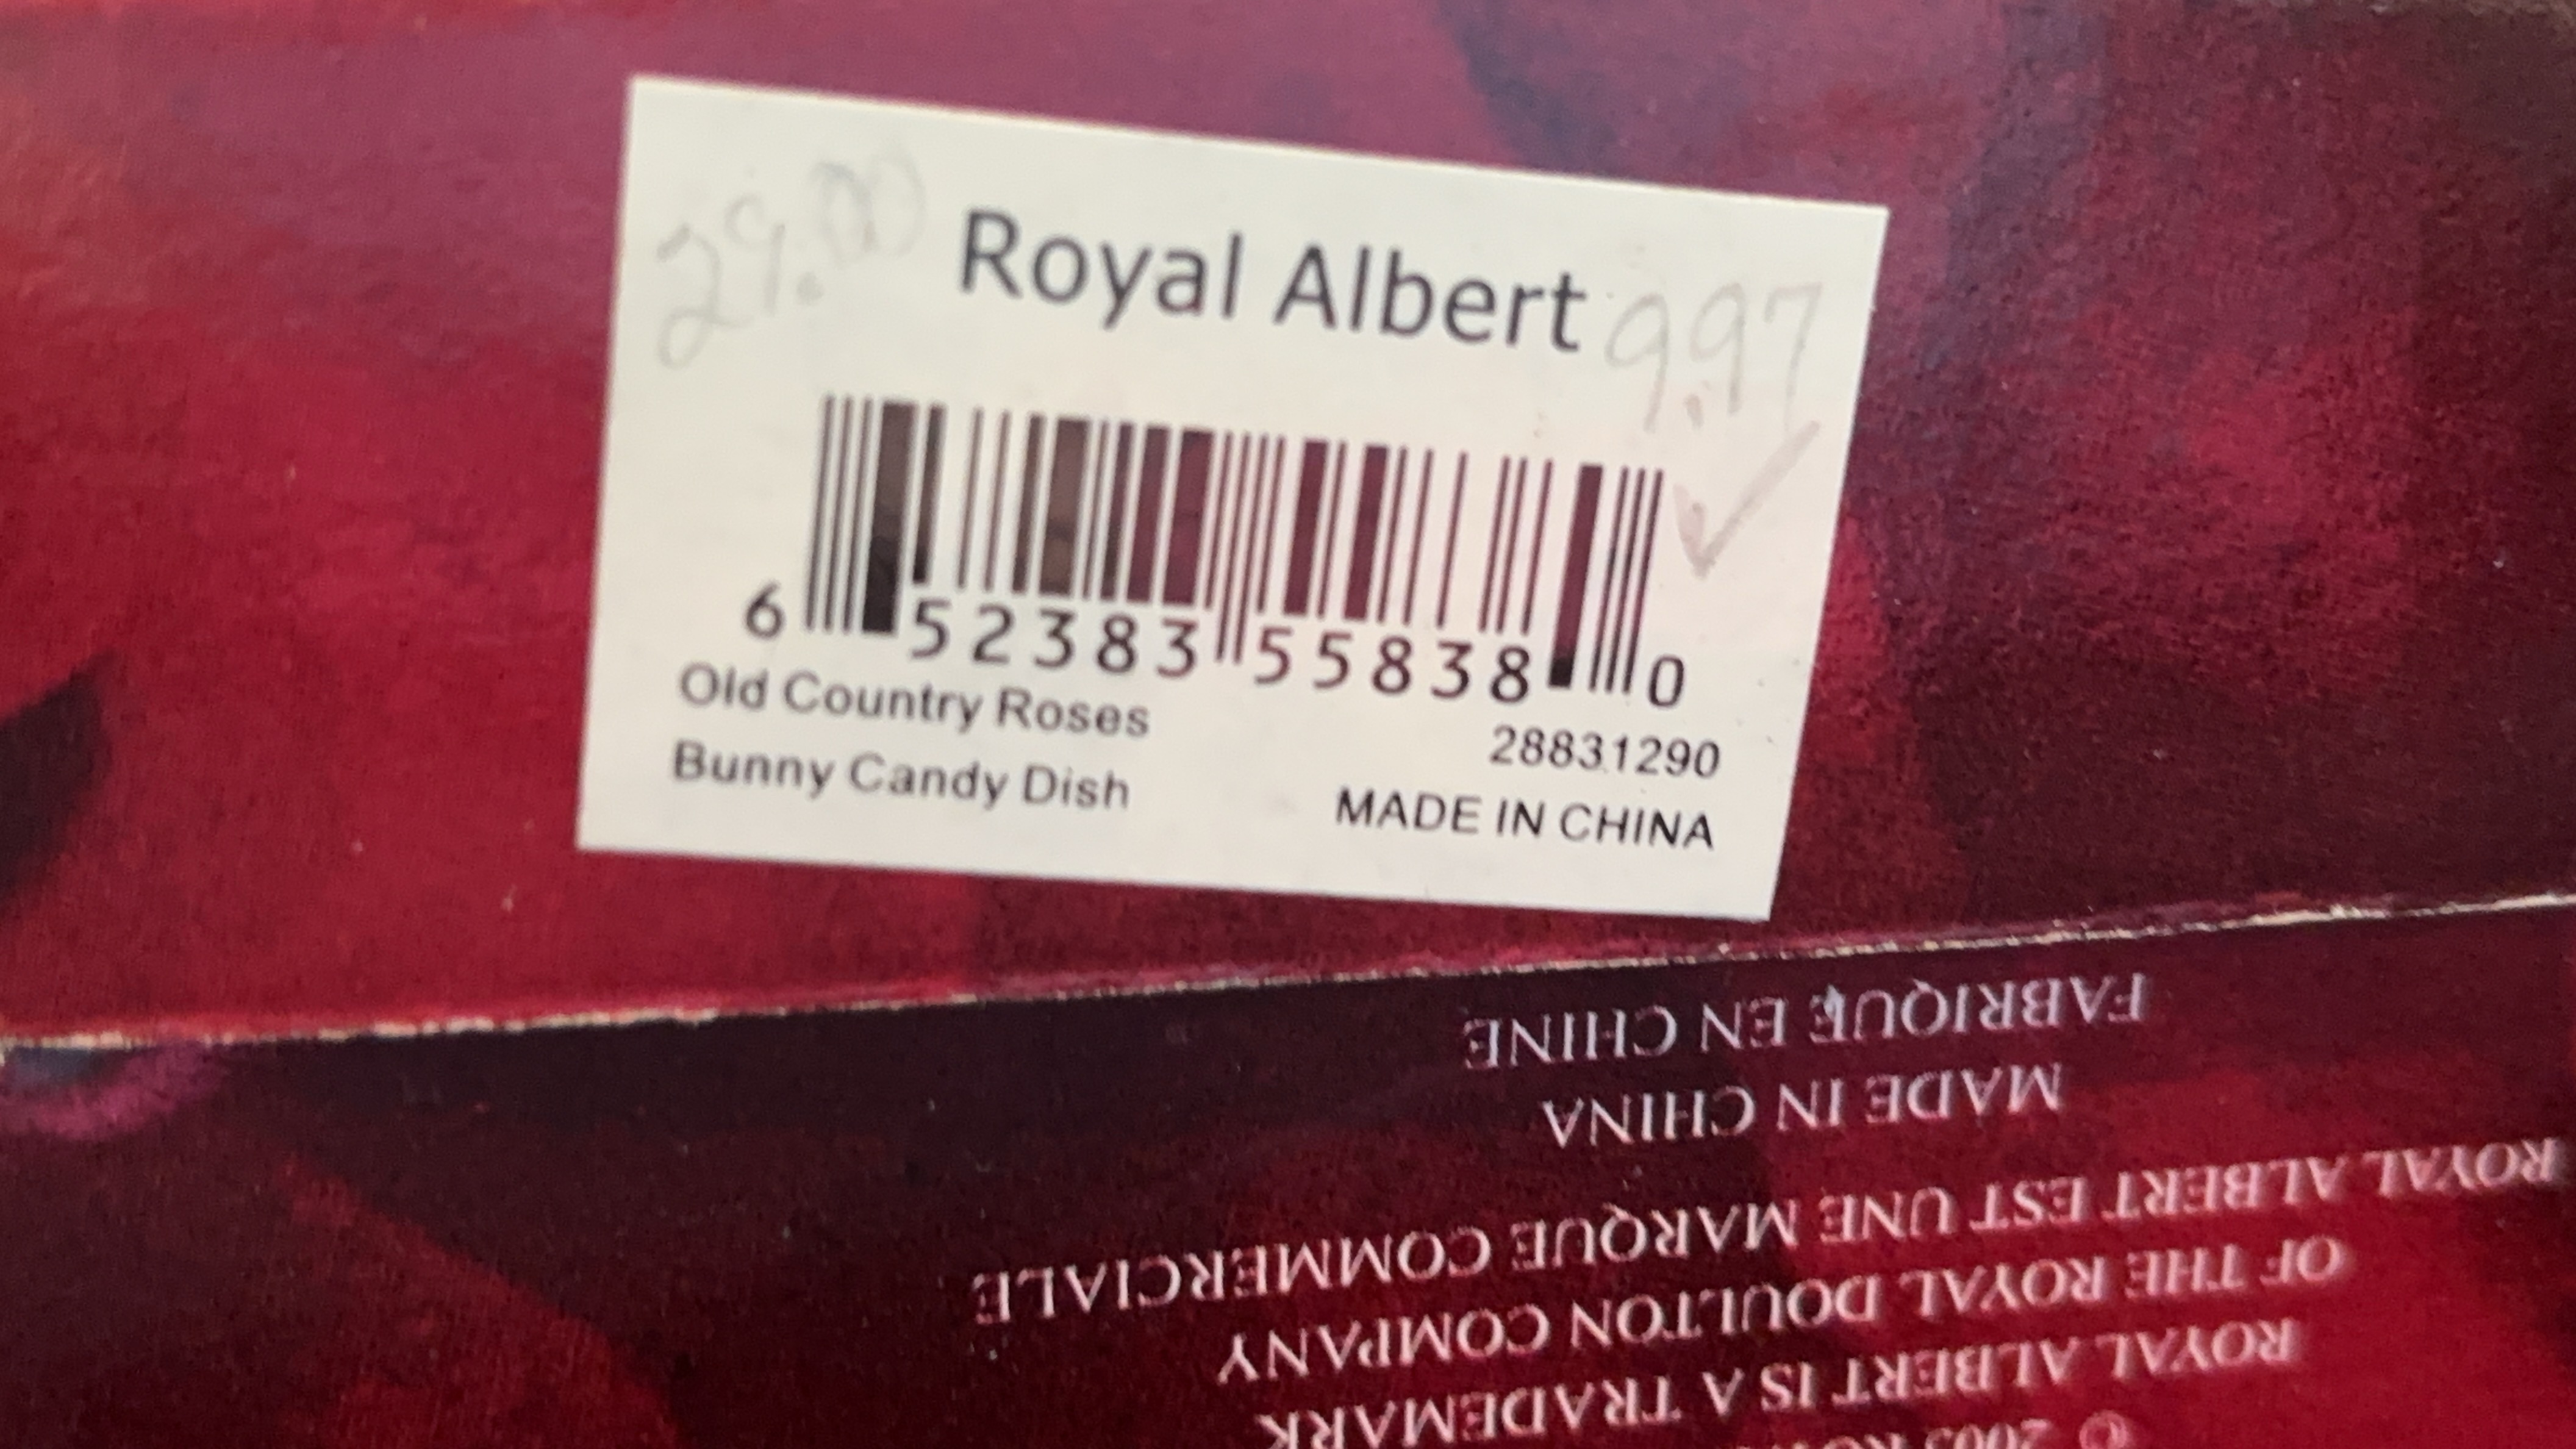 29.00
Royal Albert
9.97
6 52383 55838 0
Old Country Roses
Bunny Candy Dish
28831290
MADE IN CHINA
ROYAL ALBERT IS A TRADEMARK
OF THE ROYAL DOULTON COMPANY
ROYAL ALBERT EST UNE MARQUE COMMERCIALE
MADE IN CHINA
FABRIQUE EN CHINE